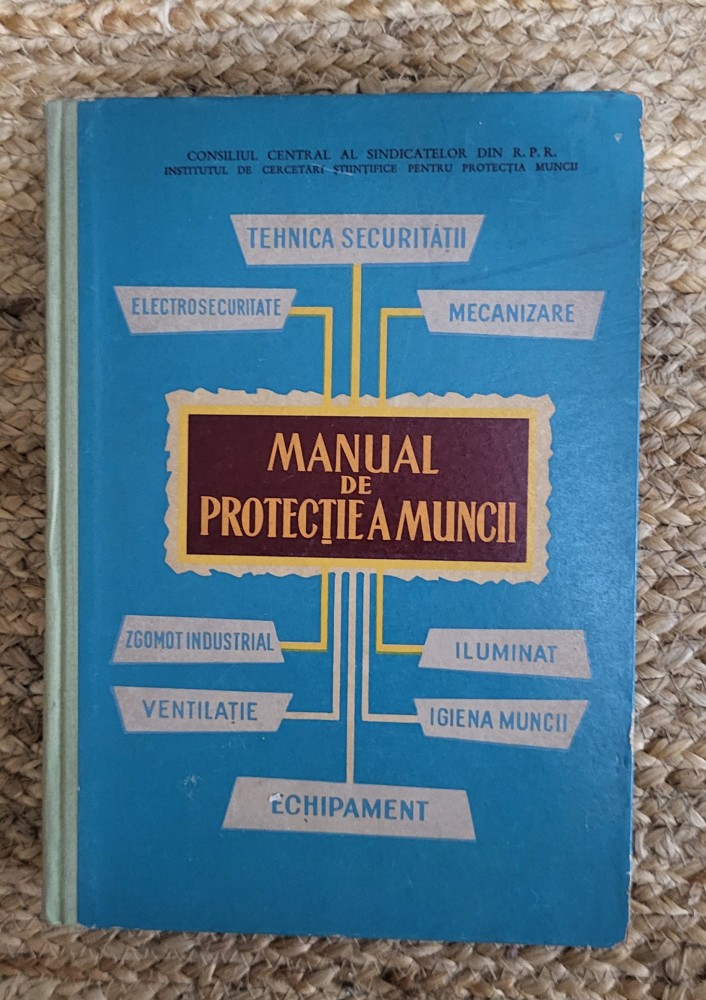 CONSILIUL CENTRAL AL SINDICATELOR DIN R.P.R.
INSTITUTUL DE CERCETĂRI ȘTIINȚIFICE PENTRU PROTECȚIA MUNCII
TEHNICA SECURITĂȚII
ELECTROSECURITATE
MECANIZARE
MANUAL
DE
PROTECȚIE A MUNCII
ZGOMOT INDUSTRIAL
ILUMINAT
VENTILAȚIE
IGIENA MUNCII
ECHIPAMENT